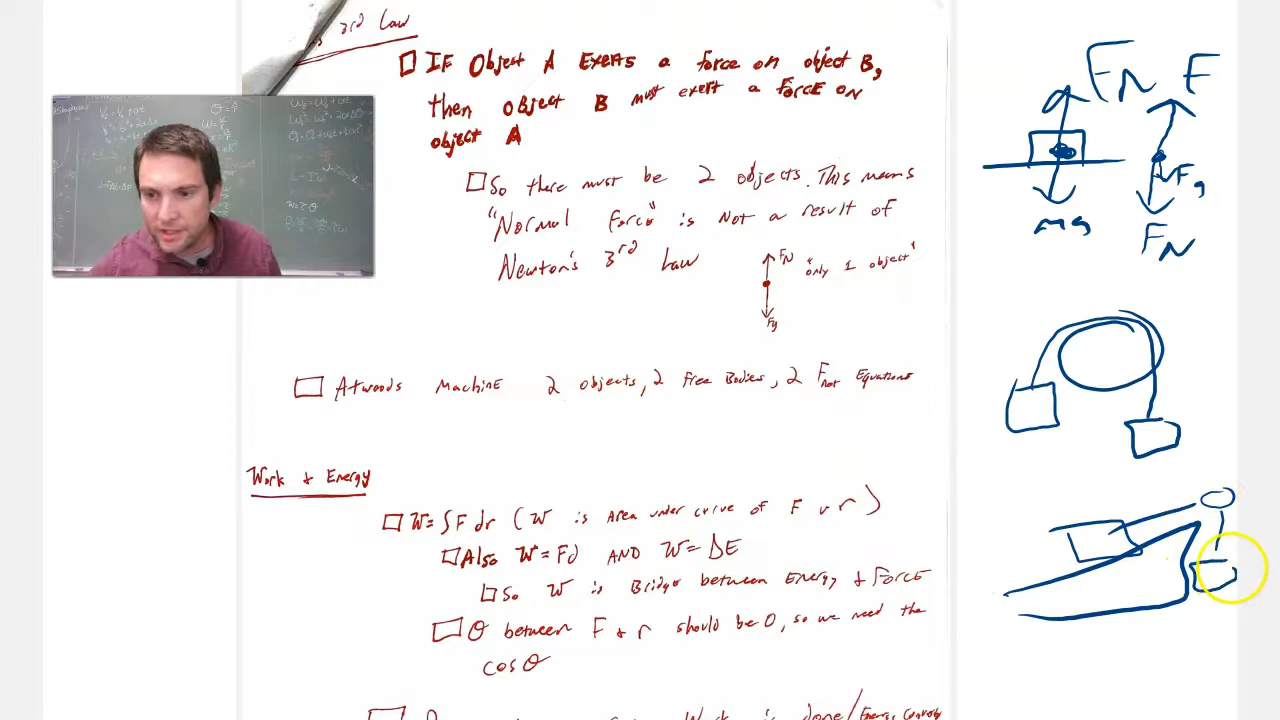 3rd Law
IF Object A Exerts a force on object B,
then object B must exert a Force on
object A
So there must be 2 objects. This means
"Normal Force" is Not a result of
Newton's 3rd Law
FN "only 1 object"
Fg
Atwoods Machine 2 objects, 2 Free Bodies, 2 Fnet Equations
Work & Energy
W = ∫F dr (W is Area under curve of F v r)
Also W = Fd AND W = ΔE
So W is Bridge between Energy & Force
θ between F & r should be 0, so we need the
cos θ
Work is done/Energy
FN F
mg Fg
FN